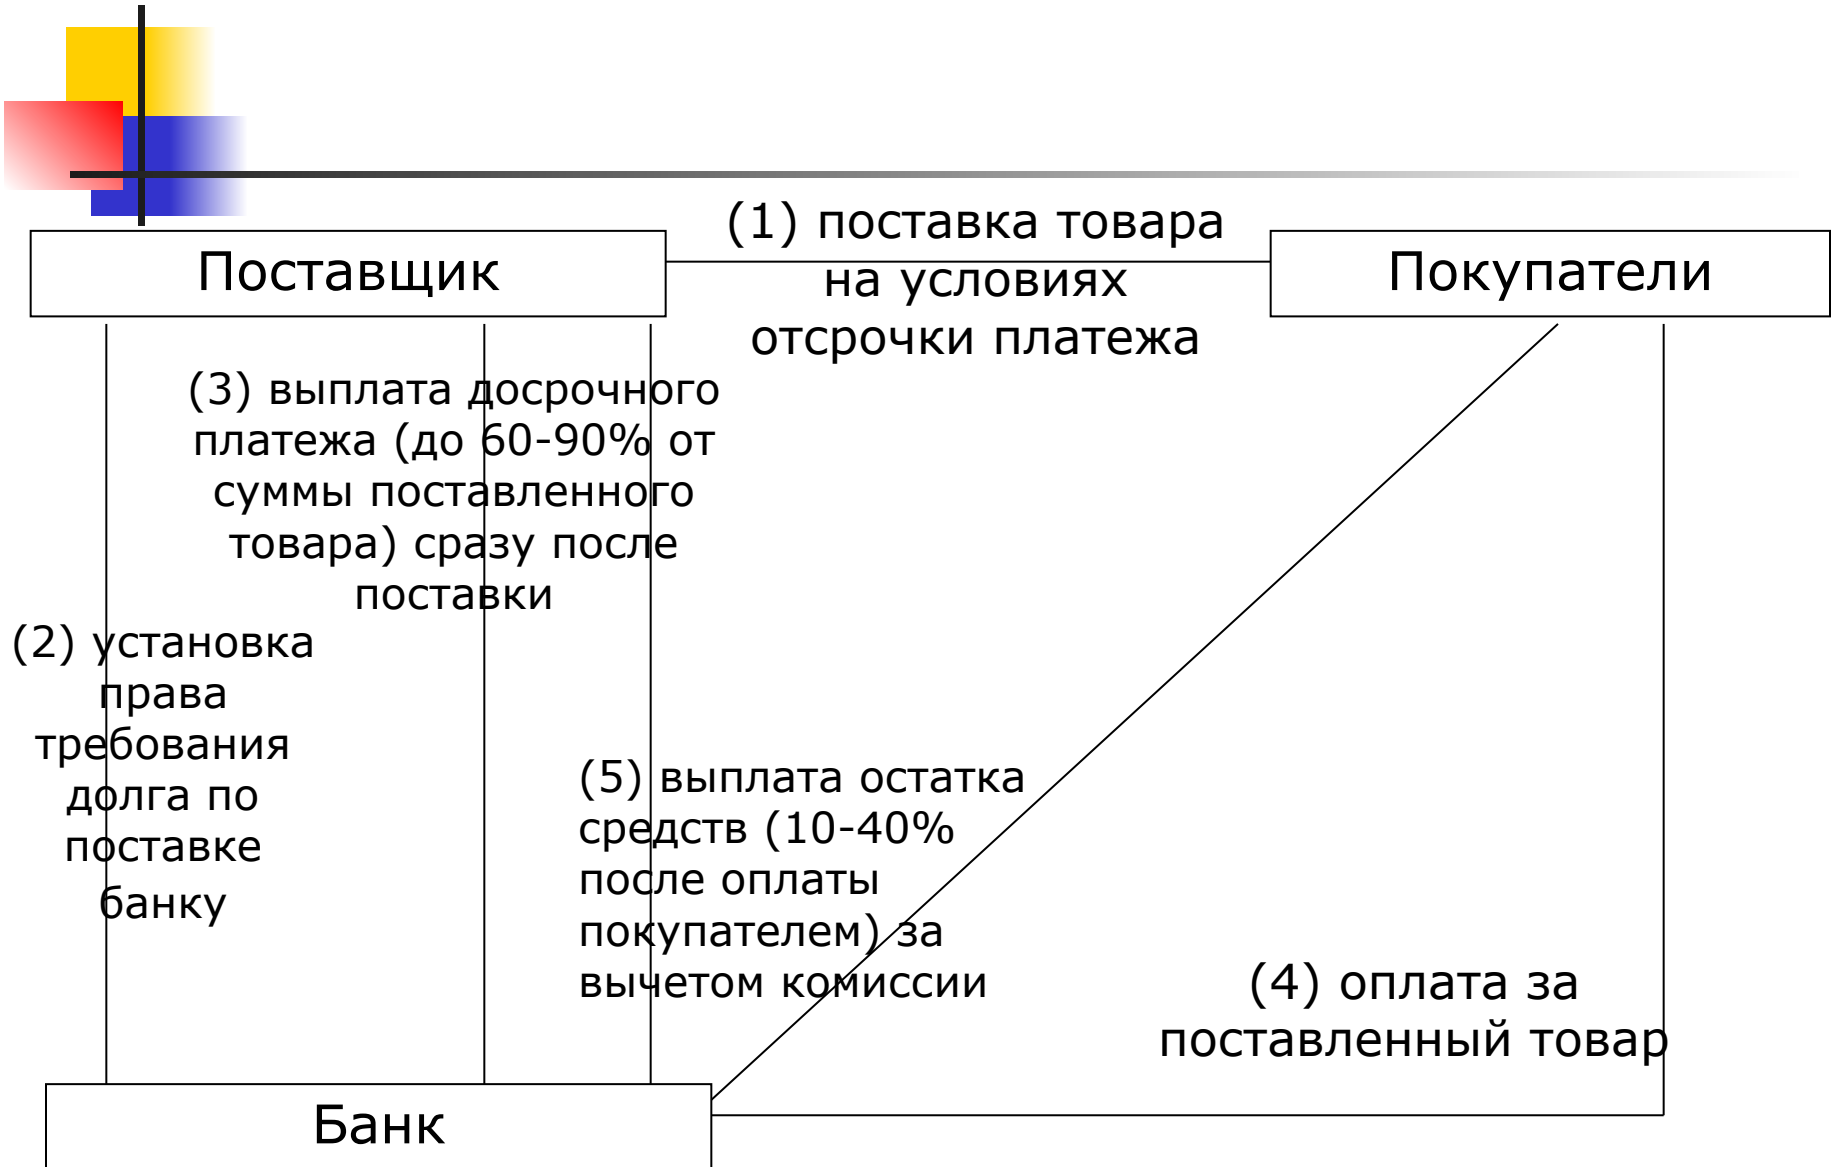 Поставщик
(1) поставка товара
на условиях
отсрочки платежа
Покупатели
(3) выплата досрочного
платежа (до 60-90% от
суммы поставленного
товара) сразу после
поставки
(2) установка
права
требования
долга по
поставке
банку
(5) выплата остатка
средств (10-40%
после оплаты
покупателем) за
вычетом комиссии
(4) оплата за
поставленный товар
Банк